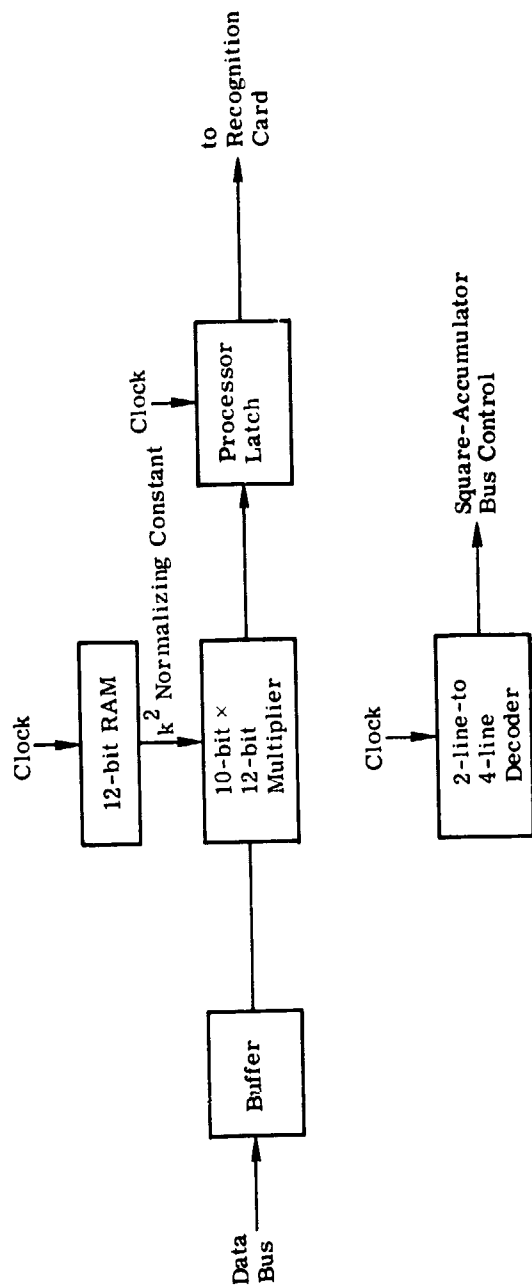 Data
Bus
Buffer
Clock
12-bit RAM
k² Normalizing Constant
10-bit ×
12-bit
Multiplier
Clock
Processor
Latch
to
Recognition
Card
Clock
2-line-to
4-line
Decoder
Square-Accumulator
Bus Control